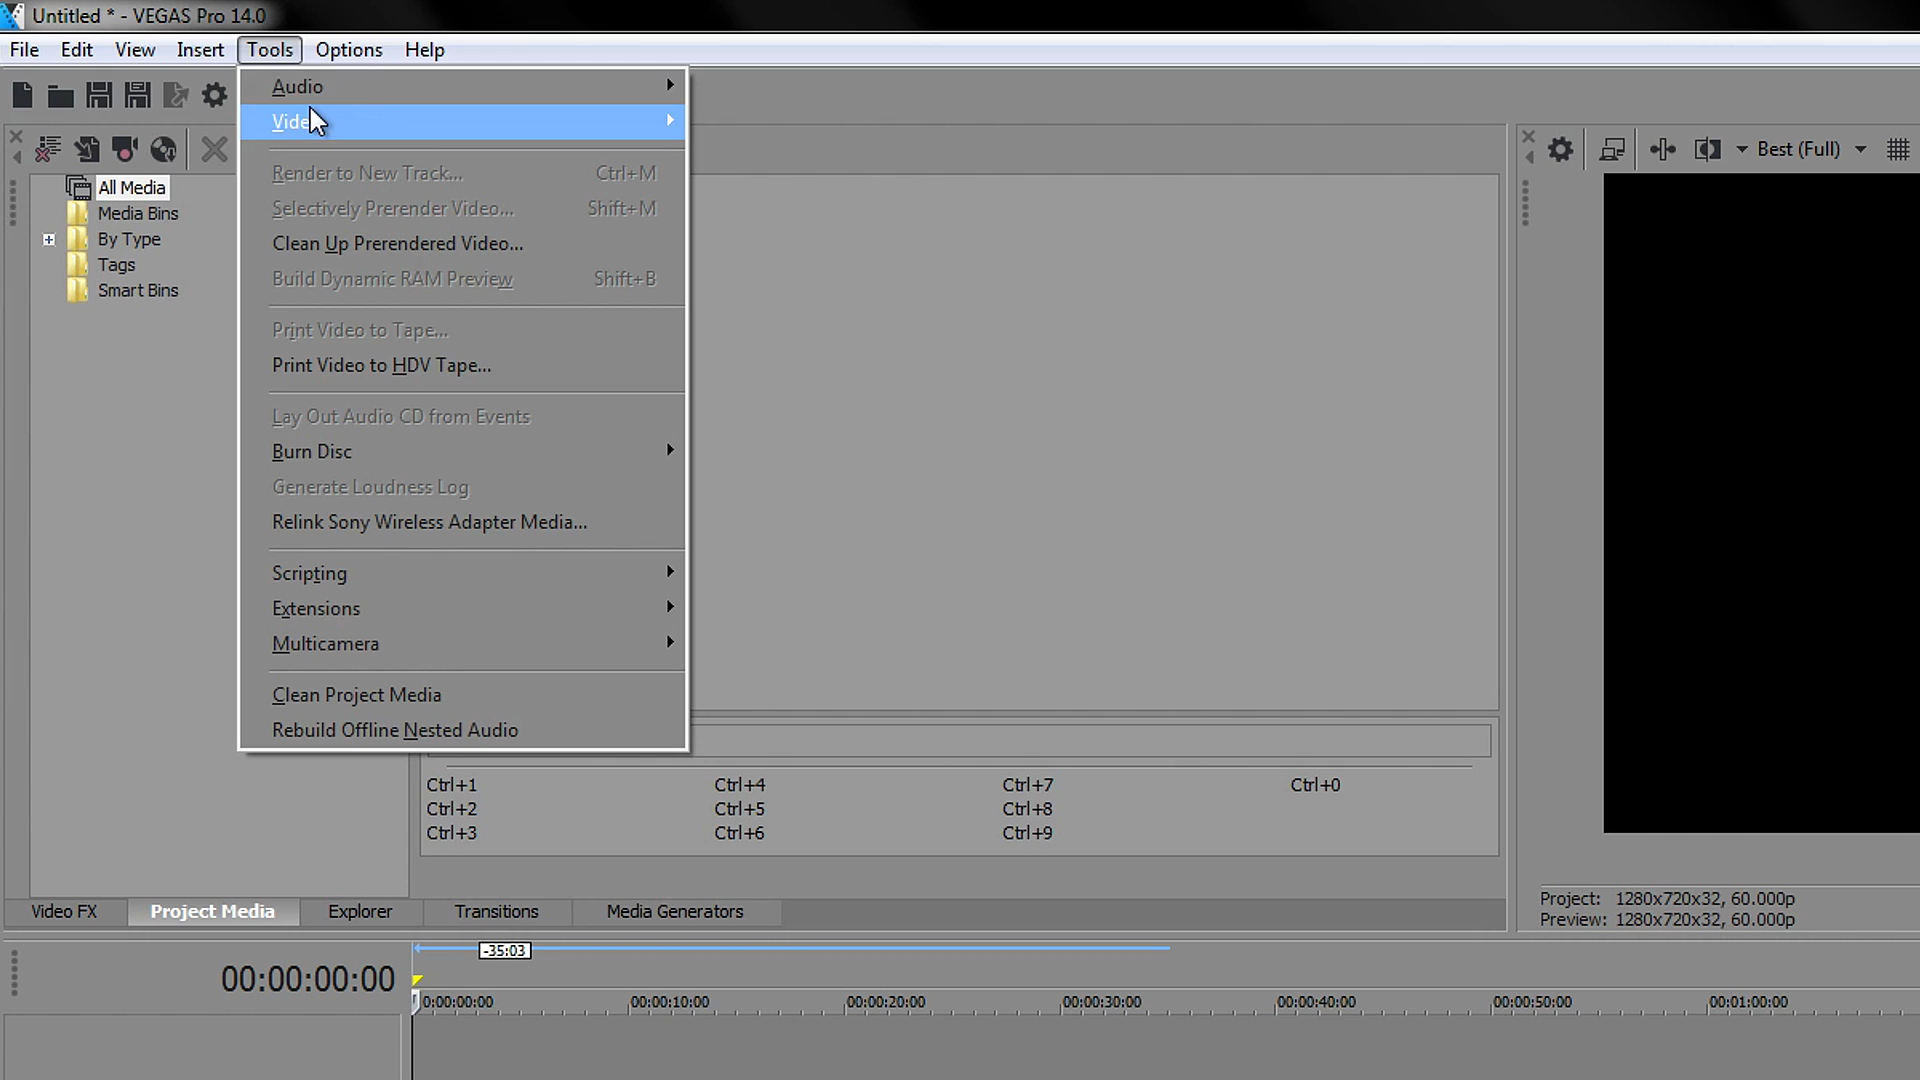 Untitled * - VEGAS Pro 14.0
File Edit View Insert Tools Options Help
Audio
Best (Full)
Render to New Track... Ctrl+M
All Media
Selectively Prerender Video... Shift+M
Media Bins
Clean Up Prerendered Video...
By Type
Tags
Build Dynamic RAM Preview Shift+B
Smart Bins
Print Video to Tape...
Print Video to HDV Tape...
Lay Out Audio CD from Events
Burn Disc
Generate Loudness Log
Relink Sony Wireless Adapter Media...
Scripting
Extensions
Multicamera
Clean Project Media
Rebuild Offline Nested Audio
Ctrl+1 Ctrl+4 Ctrl+7 Ctrl+0
Ctrl+2 Ctrl+5 Ctrl+8
Ctrl+3 Ctrl+6 Ctrl+9
Project: 1280x720x32, 60.000p
Video FX Project Media Explorer Transitions Media Generators
Preview: 1280x720x32, 60.000p
-35:03
00:00:00:00
0:00:00:00 00:00:10:00 00:00:20:00 00:00:30:00 00:00:40:00 00:00:50:00 00:01:00:00